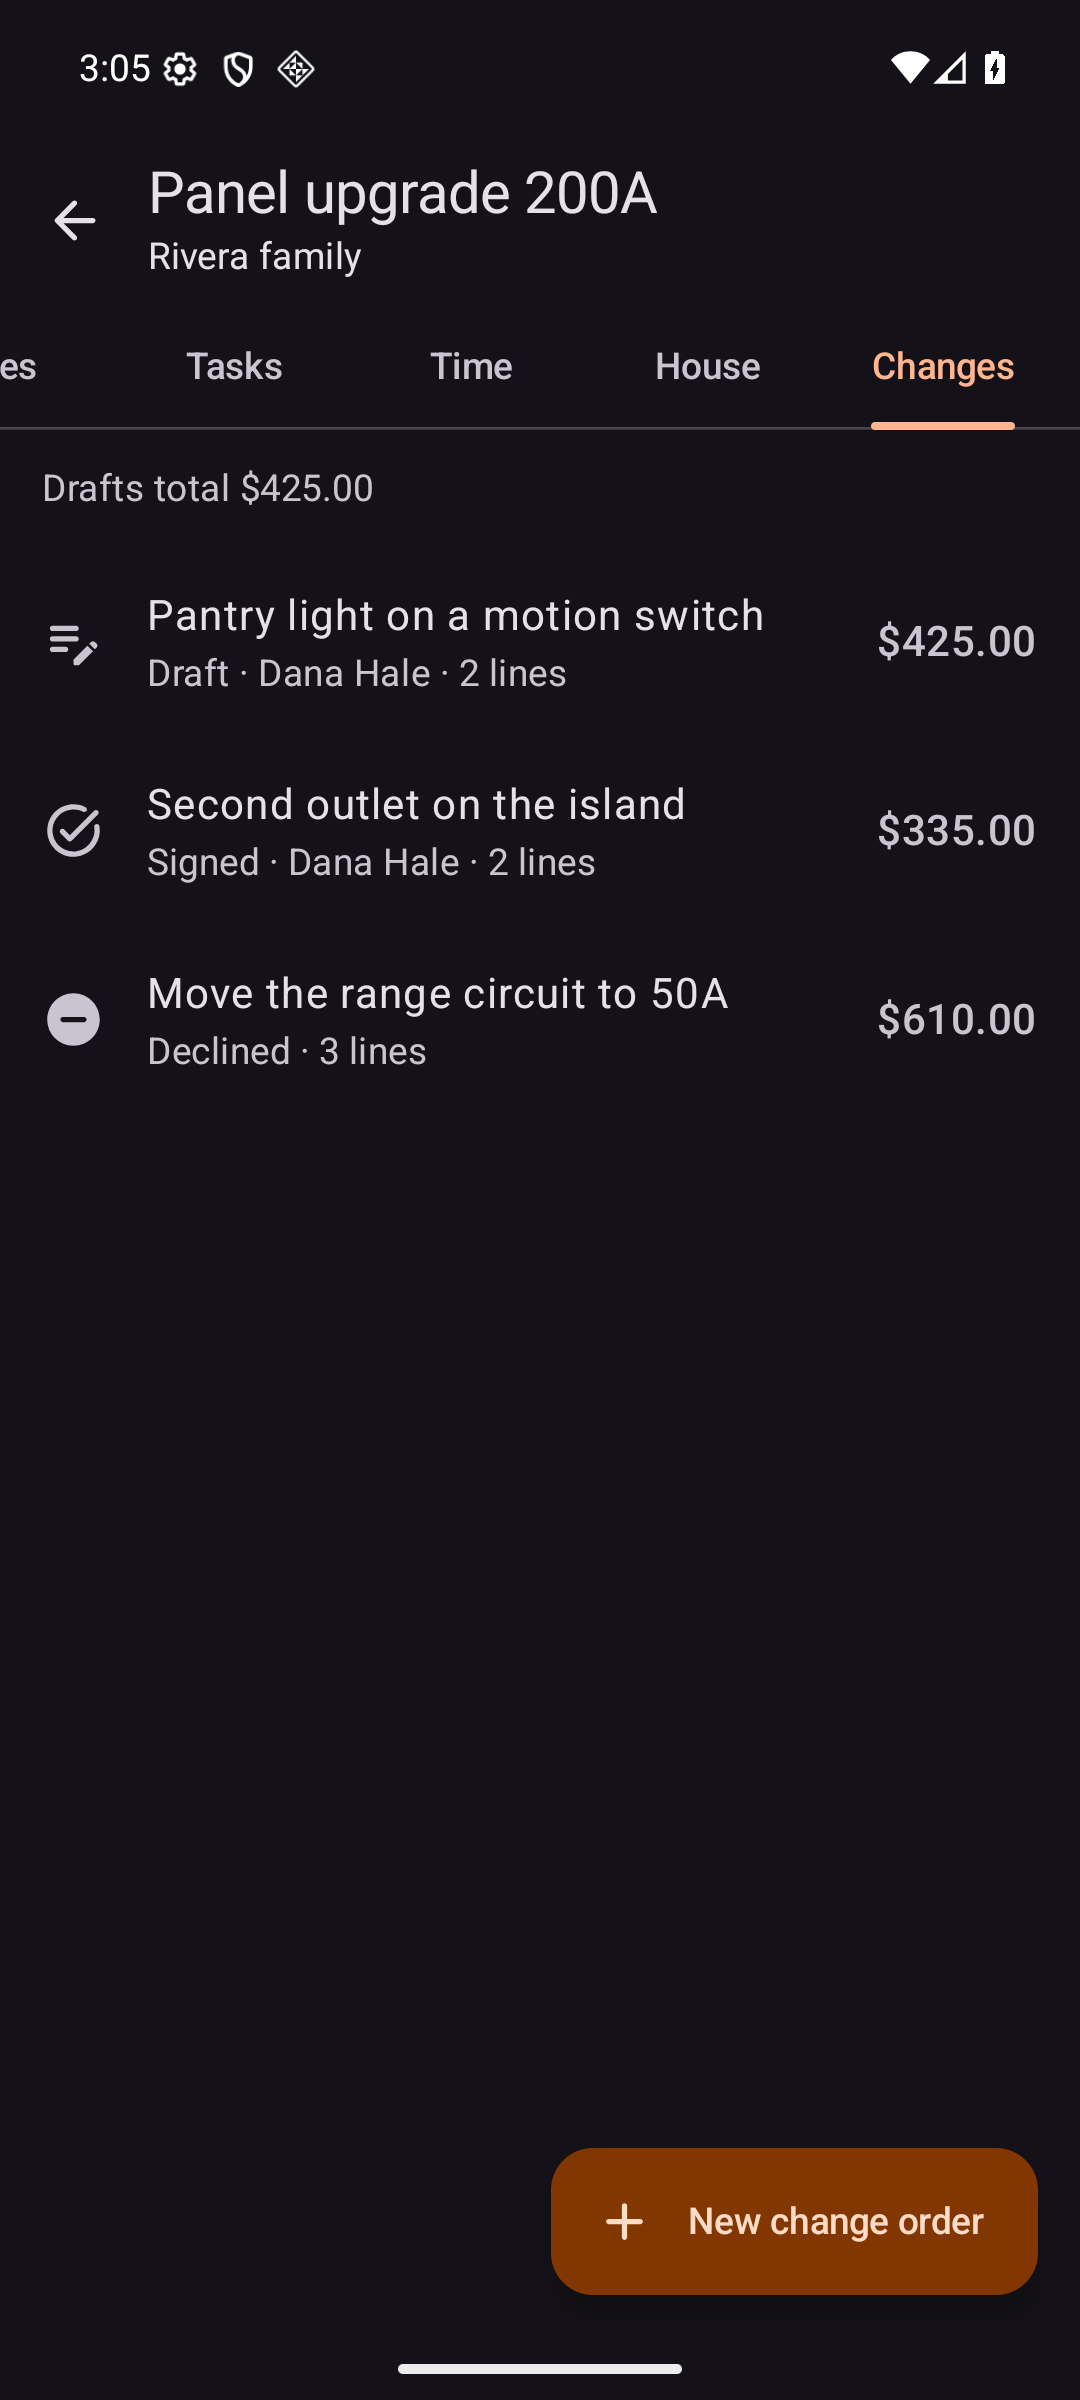 3:05
Panel upgrade 200A
Rivera family
es Tasks Time House Changes
Drafts total $425.00
Pantry light on a motion switch
$425.00
Draft · Dana Hale · 2 lines
Second outlet on the island
$335.00
Signed · Dana Hale · 2 lines
Move the range circuit to 50A
$610.00
Declined · 3 lines
New change order